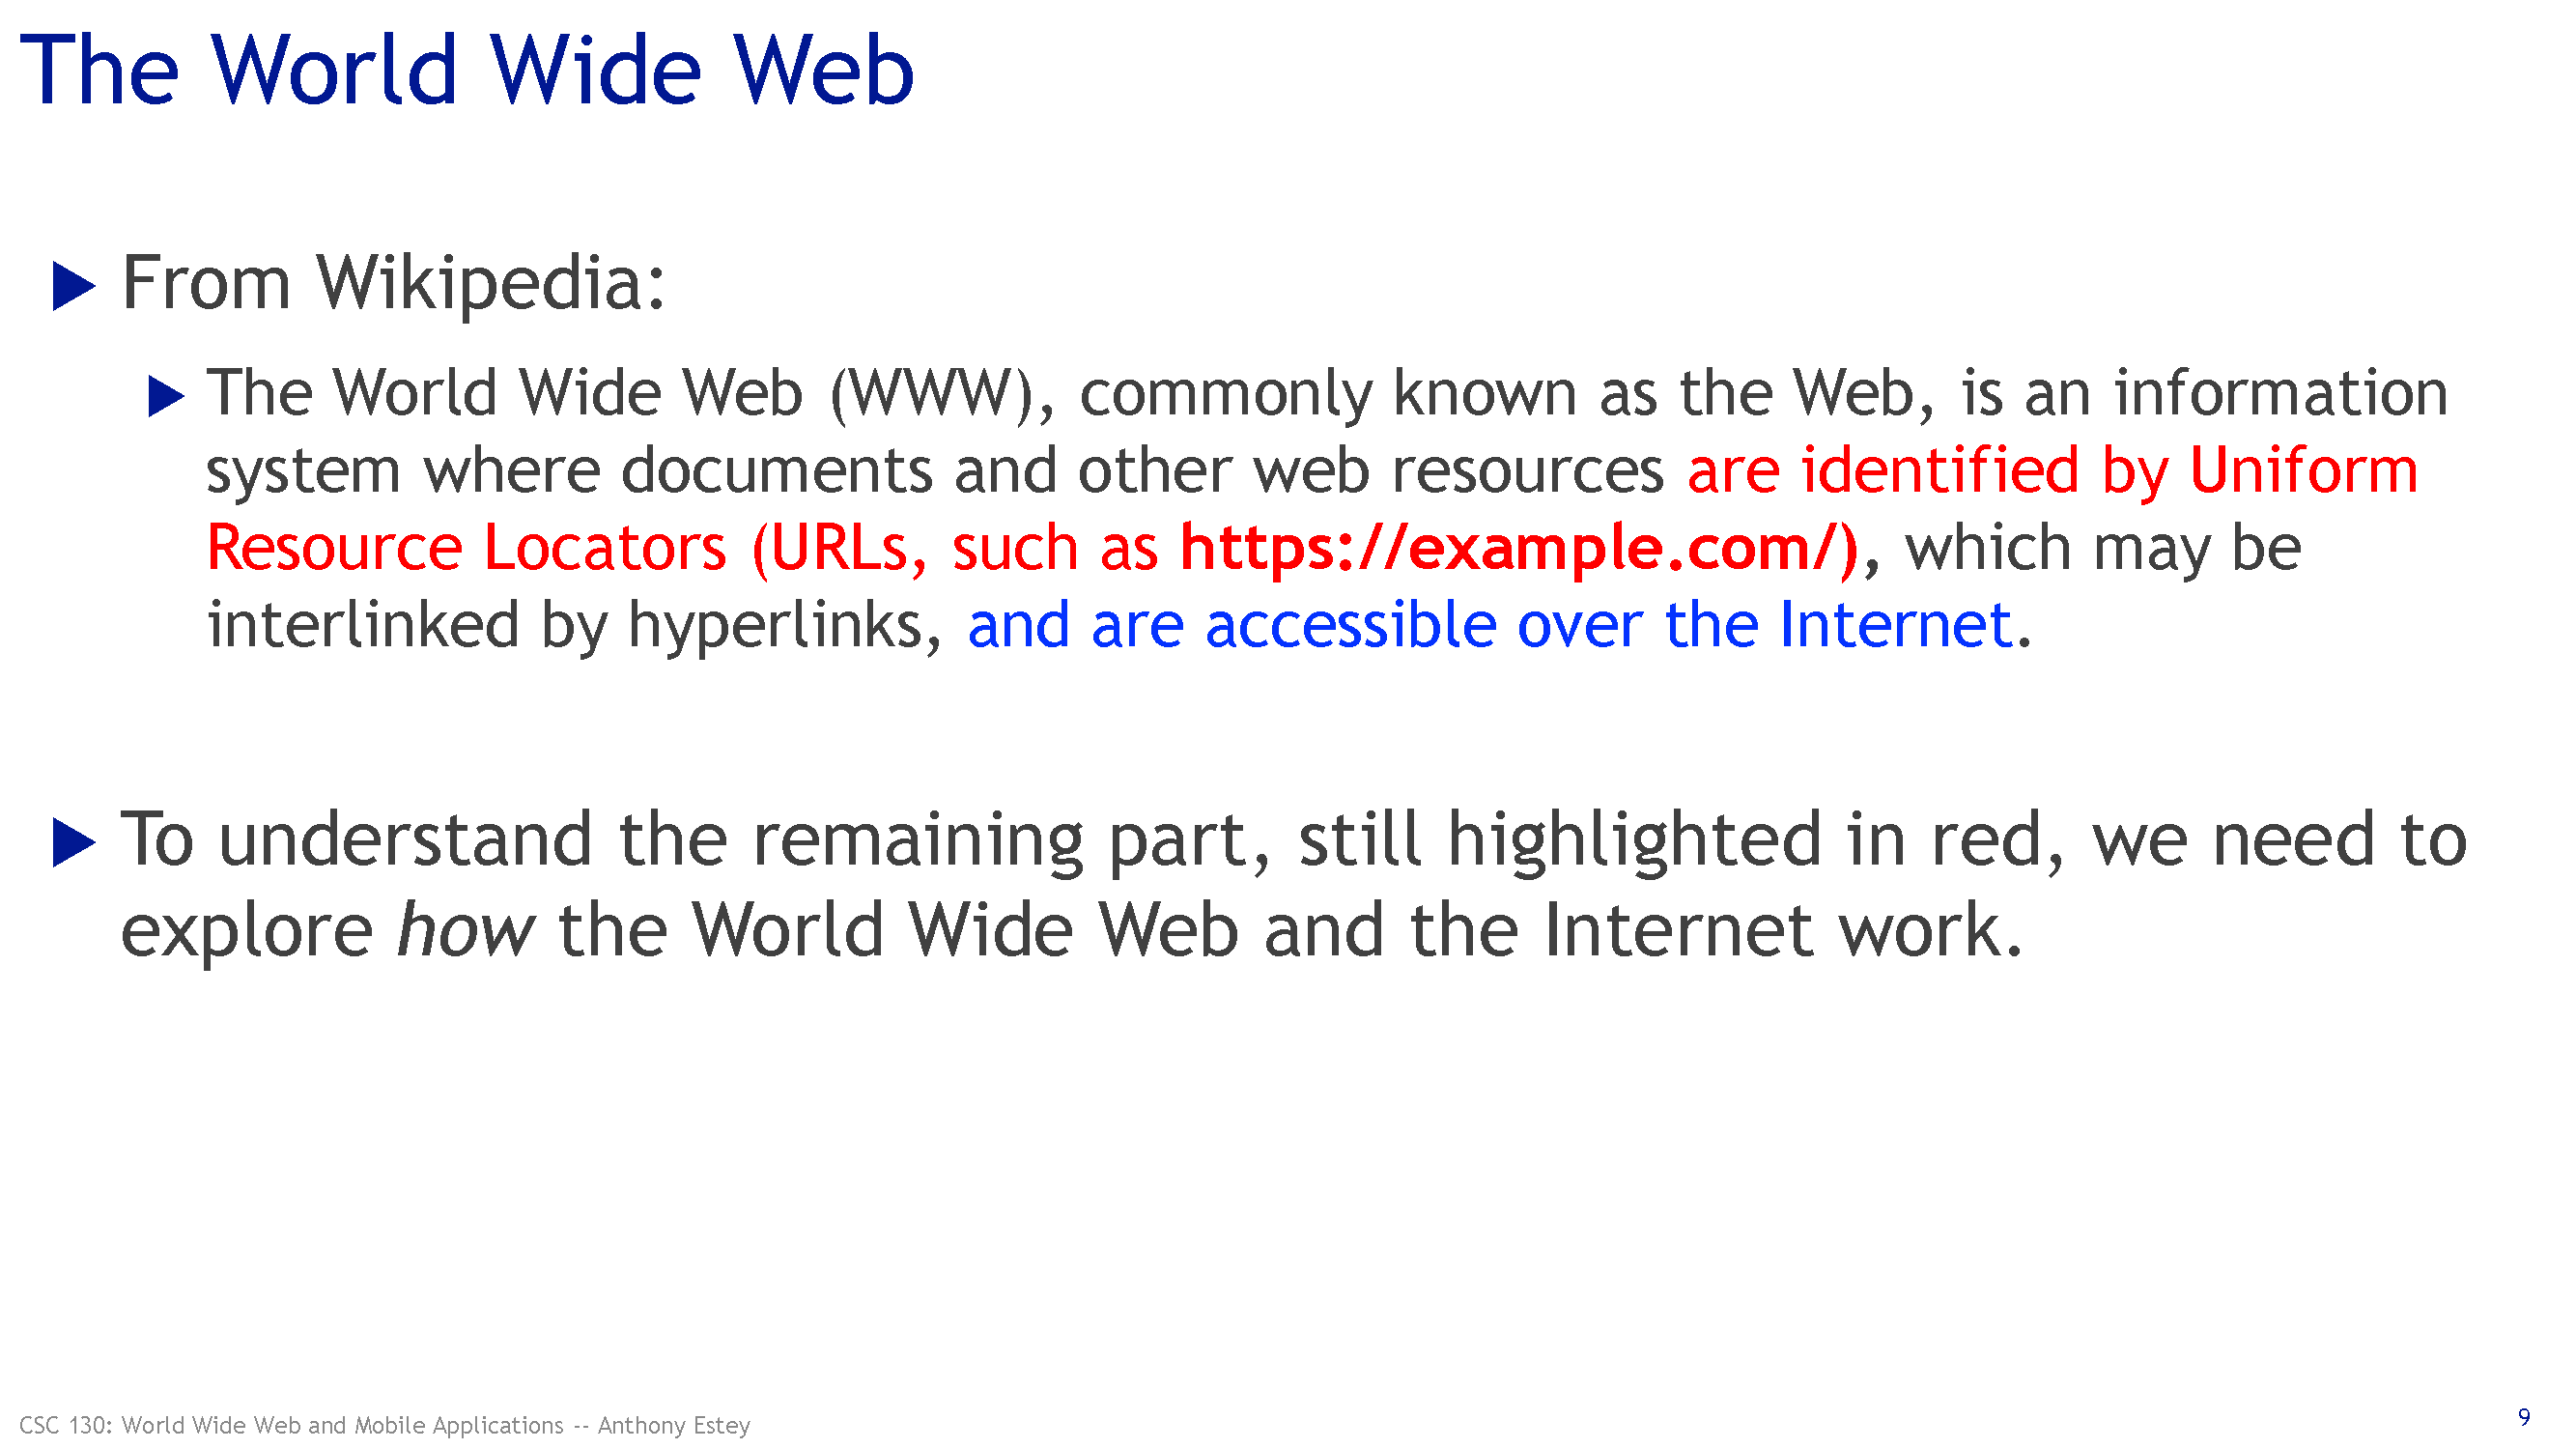 The World Wide Web
From Wikipedia:
The World Wide Web (WWW), commonly known as the Web, is an information
system where documents and other web resources are identified by Uniform
Resource Locators (URLs, such as https://example.com/), which may be
interlinked by hyperlinks, and are accessible over the Internet.
To understand the remaining part, still highlighted in red, we need to
explore how the World Wide Web and the Internet work.
CSC 130: World Wide Web and Mobile Applications -- Anthony Estey
9